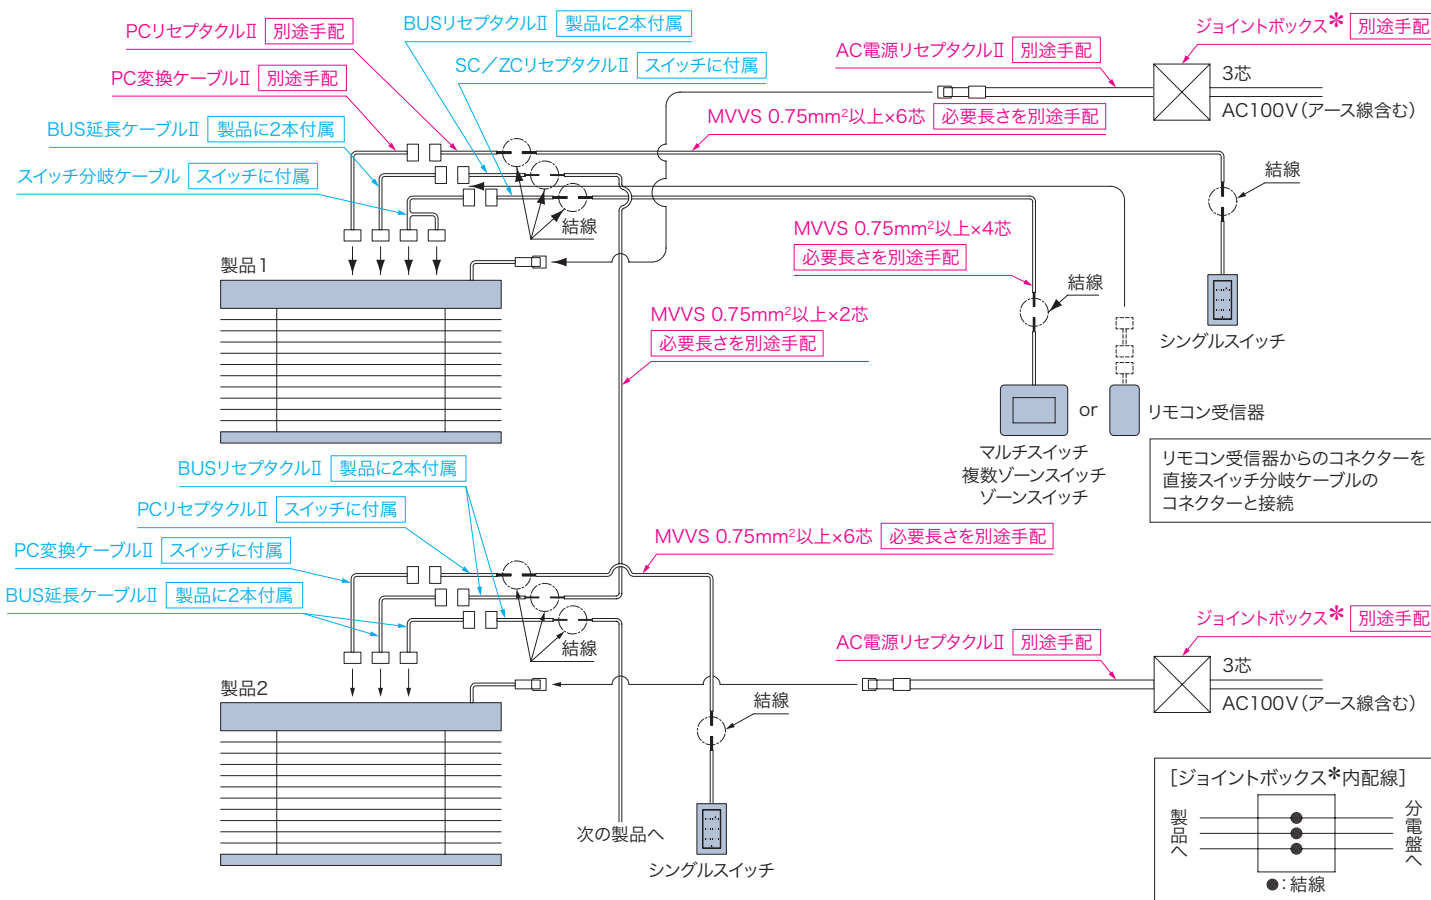 PCリセプタクルⅡ 別途手配
BUSリセプタクルⅡ 製品に2本付属
ジョイントボックス* 別途手配
AC電源リセプタクルⅡ 別途手配
SC/ZCリセプタクルⅡ スイッチに付属
PC変換ケーブルⅡ 別途手配
3芯
AC100V(アース線含む)
MVVS 0.75mm²以上×6芯 必要長さを別途手配
BUS延長ケーブルⅡ 製品に2本付属
スイッチ分岐ケーブル スイッチに付属
結線
結線
MVVS 0.75mm²以上×4芯
必要長さを別途手配
製品1
結線
MVVS 0.75mm²以上×2芯
必要長さを別途手配
シングルスイッチ
or
リモコン受信器
マルチスイッチ
複数ゾーンスイッチ
ゾーンスイッチ
リモコン受信器からのコネクターを
直接スイッチ分岐ケーブルの
コネクターと接続
BUSリセプタクルⅡ 製品に2本付属
PCリセプタクルⅡ スイッチに付属
MVVS 0.75mm²以上×6芯 必要長さを別途手配
PC変換ケーブルⅡ スイッチに付属
BUS延長ケーブルⅡ 製品に2本付属
ジョイントボックス* 別途手配
AC電源リセプタクルⅡ 別途手配
結線
3芯
AC100V(アース線含む)
製品2
結線
次の製品へ
シングルスイッチ
[ジョイントボックス*内配線]
製品へ
分電盤へ
●:結線